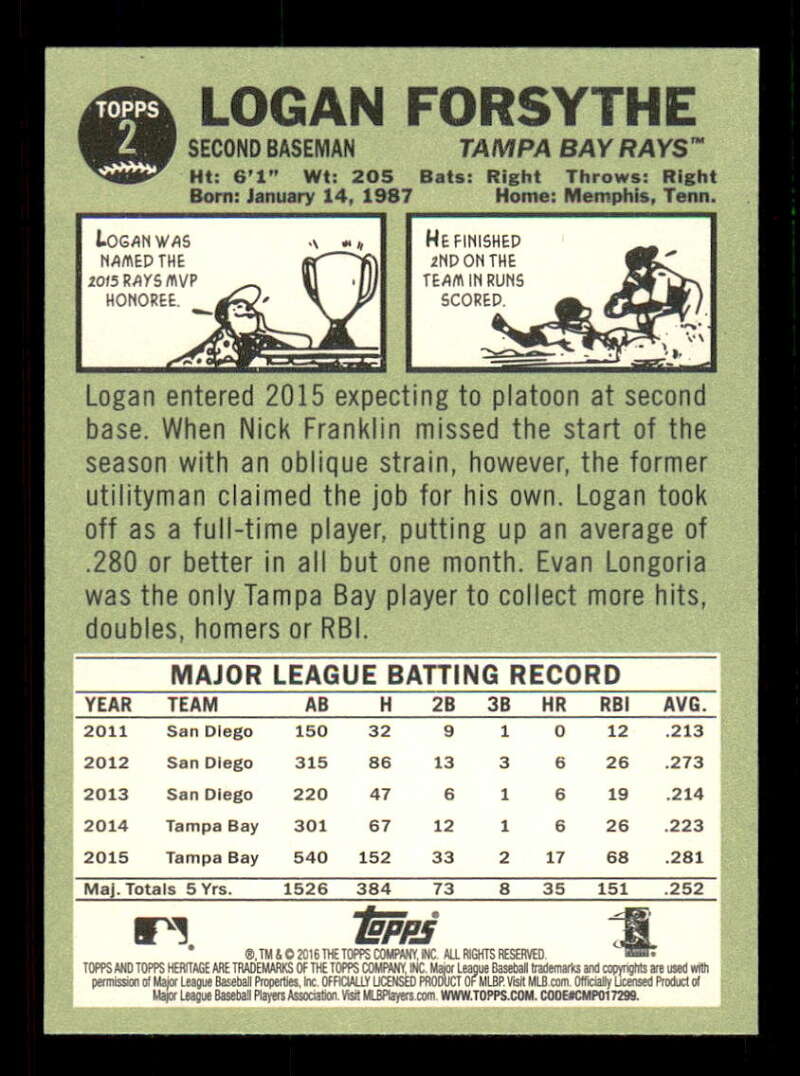 TOPPS
2
LOGAN FORSYTHE
SECOND BASEMAN TAMPA BAY RAYS™
Ht: 6'1" Wt: 205 Bats: Right Throws: Right
Born: January 14, 1987 Home: Memphis, Tenn.
LOGAN WAS
NAMED THE
2015 RAYS MVP
HONOREE.
HE FINISHED
2ND ON THE
TEAM IN RUNS
SCORED.
Logan entered 2015 expecting to platoon at second
base. When Nick Franklin missed the start of the
season with an oblique strain, however, the former
utilityman claimed the job for his own. Logan took
off as a full-time player, putting up an average of
.280 or better in all but one month. Evan Longoria
was the only Tampa Bay player to collect more hits,
doubles, homers or RBI.
MAJOR LEAGUE BATTING RECORD
YEAR TEAM AB H 2B 3B HR RBI AVG.
2011 San Diego 150 32 9 1 0 12 .213
2012 San Diego 315 86 13 3 6 26 .273
2013 San Diego 220 47 6 1 6 19 .214
2014 Tampa Bay 301 67 12 1 6 26 .223
2015 Tampa Bay 540 152 33 2 17 68 .281
Maj. Totals 5 Yrs. 1526 384 73 8 35 151 .252
topps®
®, TM & © 2016 THE TOPPS COMPANY, INC. ALL RIGHTS RESERVED.
TOPPS AND TOPPS HERITAGE ARE TRADEMARKS OF THE TOPPS COMPANY, INC. Major League Baseball trademarks and copyrights are used with
permission of Major League Baseball Properties, Inc. OFFICIALLY LICENSED PRODUCT OF MLBP. Visit MLB.com. Officially Licensed Product of
Major League Baseball Players Association. Visit MLBPlayers.com. WWW.TOPPS.COM. CODE#CMP017299.